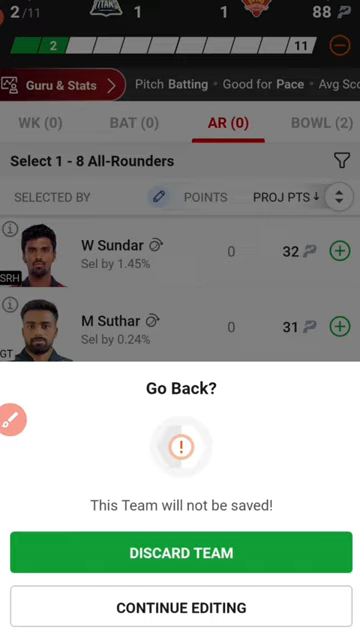 2/11
1
1
88
2
11
Guru & Stats
Pitch Batting • Good for Pace • Avg Sco
WK (0)
BAT (0)
AR (0)
BOWL (2)
Select 1 - 8 All-Rounders
SELECTED BY
POINTS
PROJ PTS↓
W Sundar
Sel by 1.45%
0
32
SRH
M Suthar
Sel by 0.24%
0
31
GT
Go Back?
This Team will not be saved!
DISCARD TEAM
CONTINUE EDITING